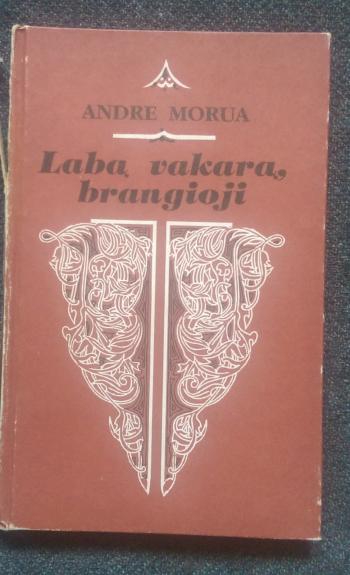 ANDRE MORUA
Labą vakarą,
brangioji